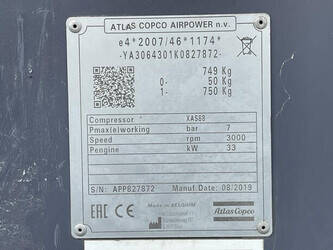 ATLAS COPCO AIRPOWER n.v.
e4*2007/46*1174*
-YA3064301K0827872-
749 Kg
0- 50 Kg
1- 750 Kg
Compressor XAS88
Pmax(e)working bar 7
Speed rpm 3000
Pengine kW 33
Made in BELGIUM
EAC CE
Atlas Copco
S/N: APP827872 Manuf.Date: 08/2019